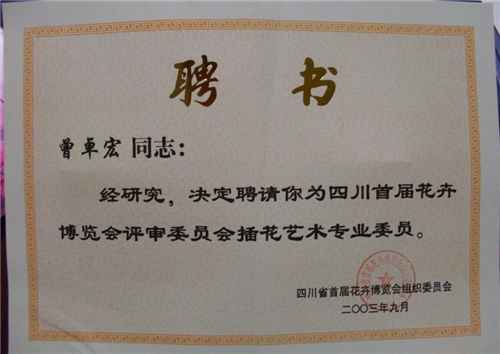 聘书
曾卓宏 同志：
经研究，决定聘请你为四川首届花卉
博览会评审委员会插花艺术专业委员。
四川省首届花卉博览会组织委员会
二〇〇三年九月